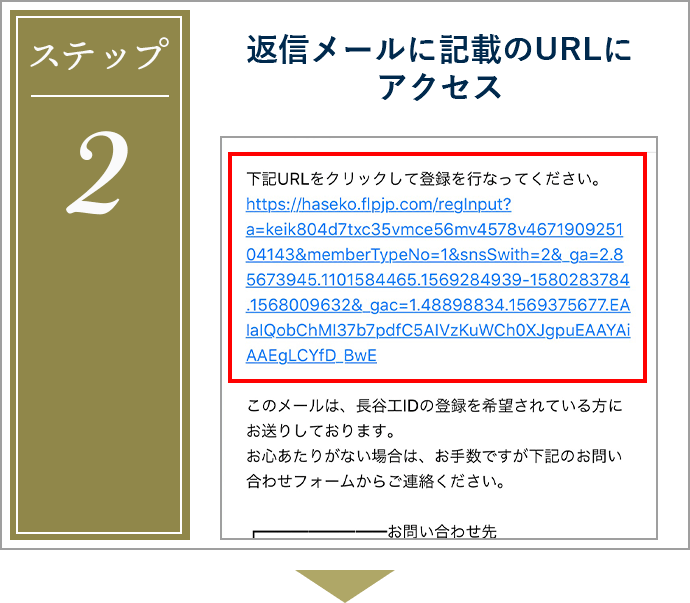 ステップ
2
返信メールに記載のURLに
アクセス
下記URLをクリックして登録を行なってください。
https://haseko.flpjp.com/regInput?
a=keik804d7txc35vmce56mv4578v4671909251
04143&memberTypeNo=1&snsSwith=2&_ga=2.8
5673945.1101584465.1569284939-1580283784
.1568009632&_gac=1.48898834.1569375677.EA
IaIQobChMI37b7pdfC5AIVzKuWCh0XJgpuEAAYAi
AAEgLCYfD_BwE
このメールは、長谷工IDの登録を希望されている方に
お送りしております。
お心あたりがない場合は、お手数ですが下記のお問い
合わせフォームからご連絡ください。
┏━━━━━━━━お問い合わせ先